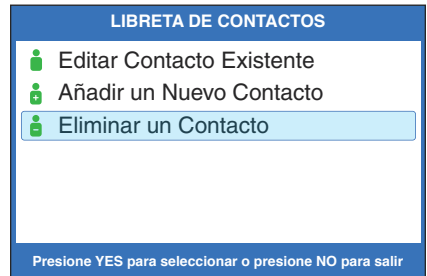 LIBRETA DE CONTACTOS
Editar Contacto Existente
Añadir un Nuevo Contacto
Eliminar un Contacto
Presione YES para seleccionar o presione NO para salir